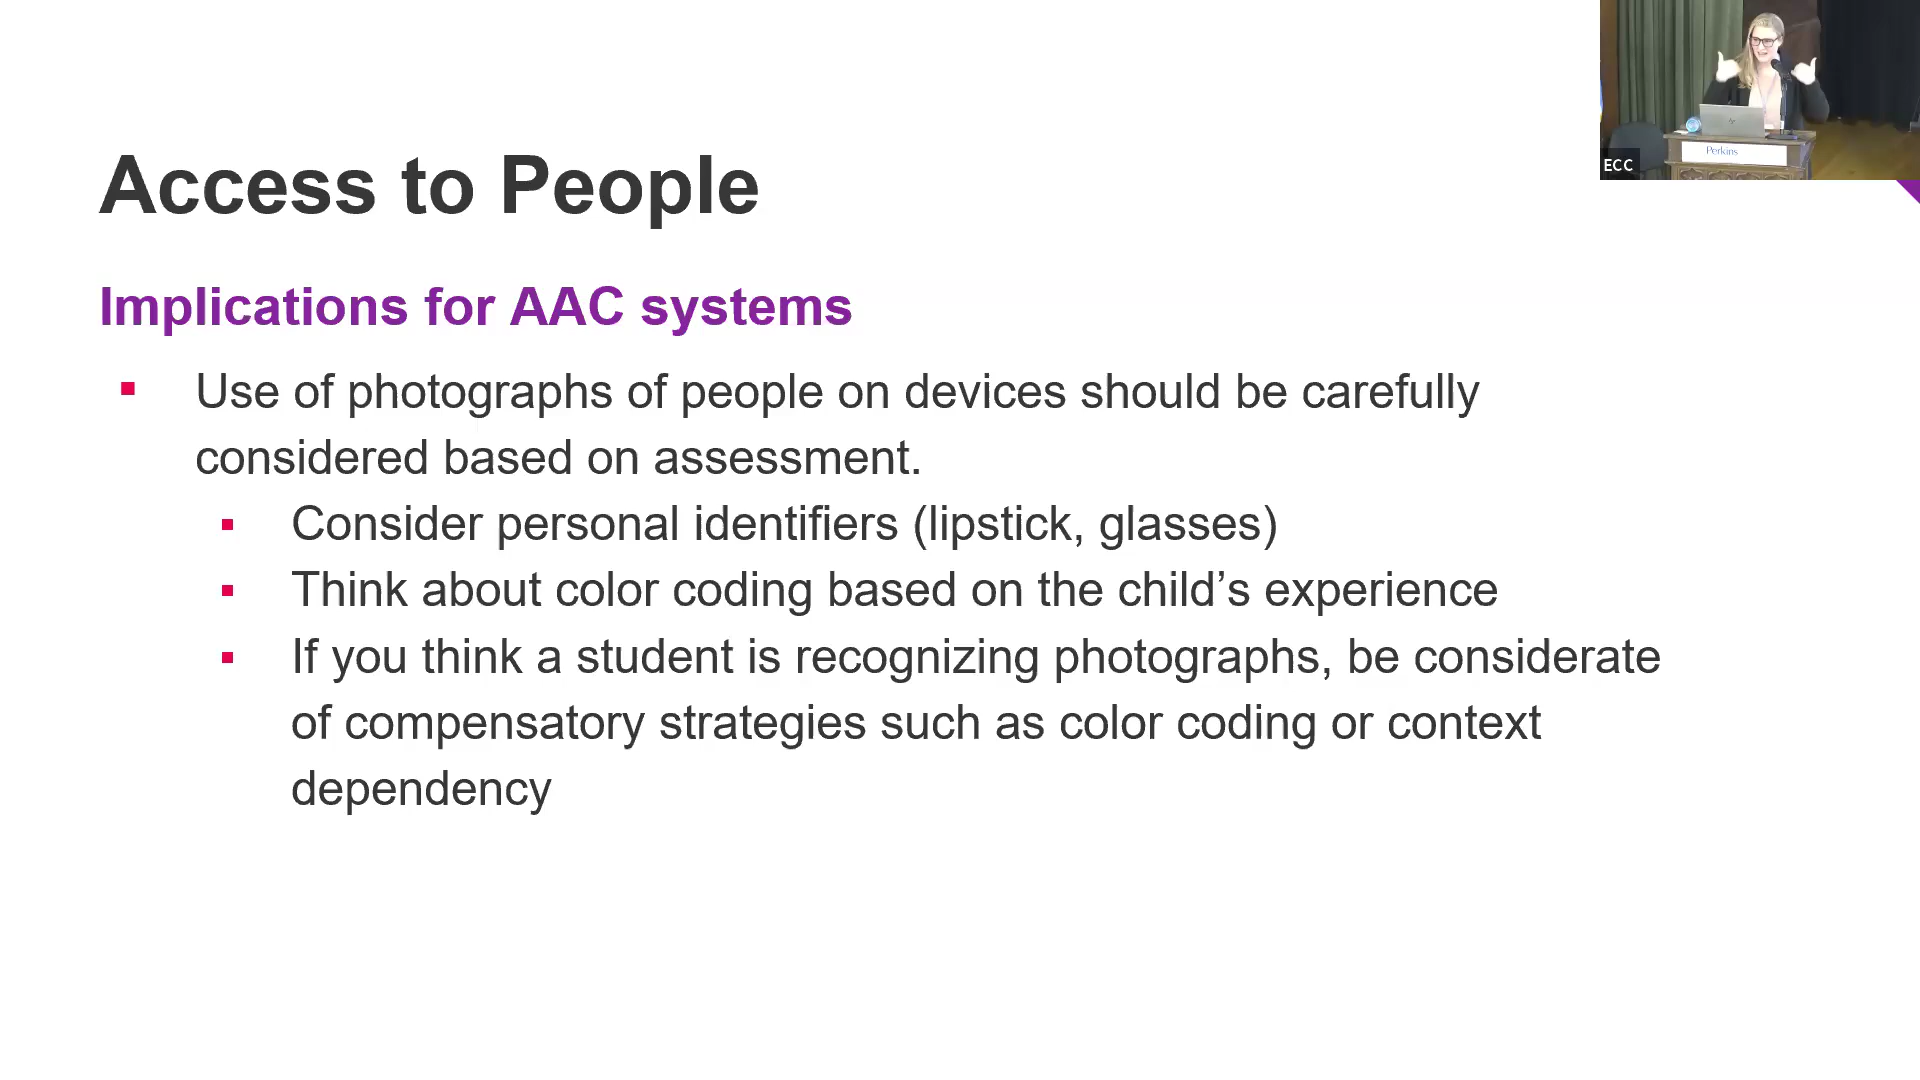 Access to People
Implications for AAC systems
Use of photographs of people on devices should be carefully
considered based on assessment.
Consider personal identifiers (lipstick, glasses)
Think about color coding based on the child’s experience
If you think a student is recognizing photographs, be considerate
of compensatory strategies such as color coding or context
dependency
Perkins
ECC